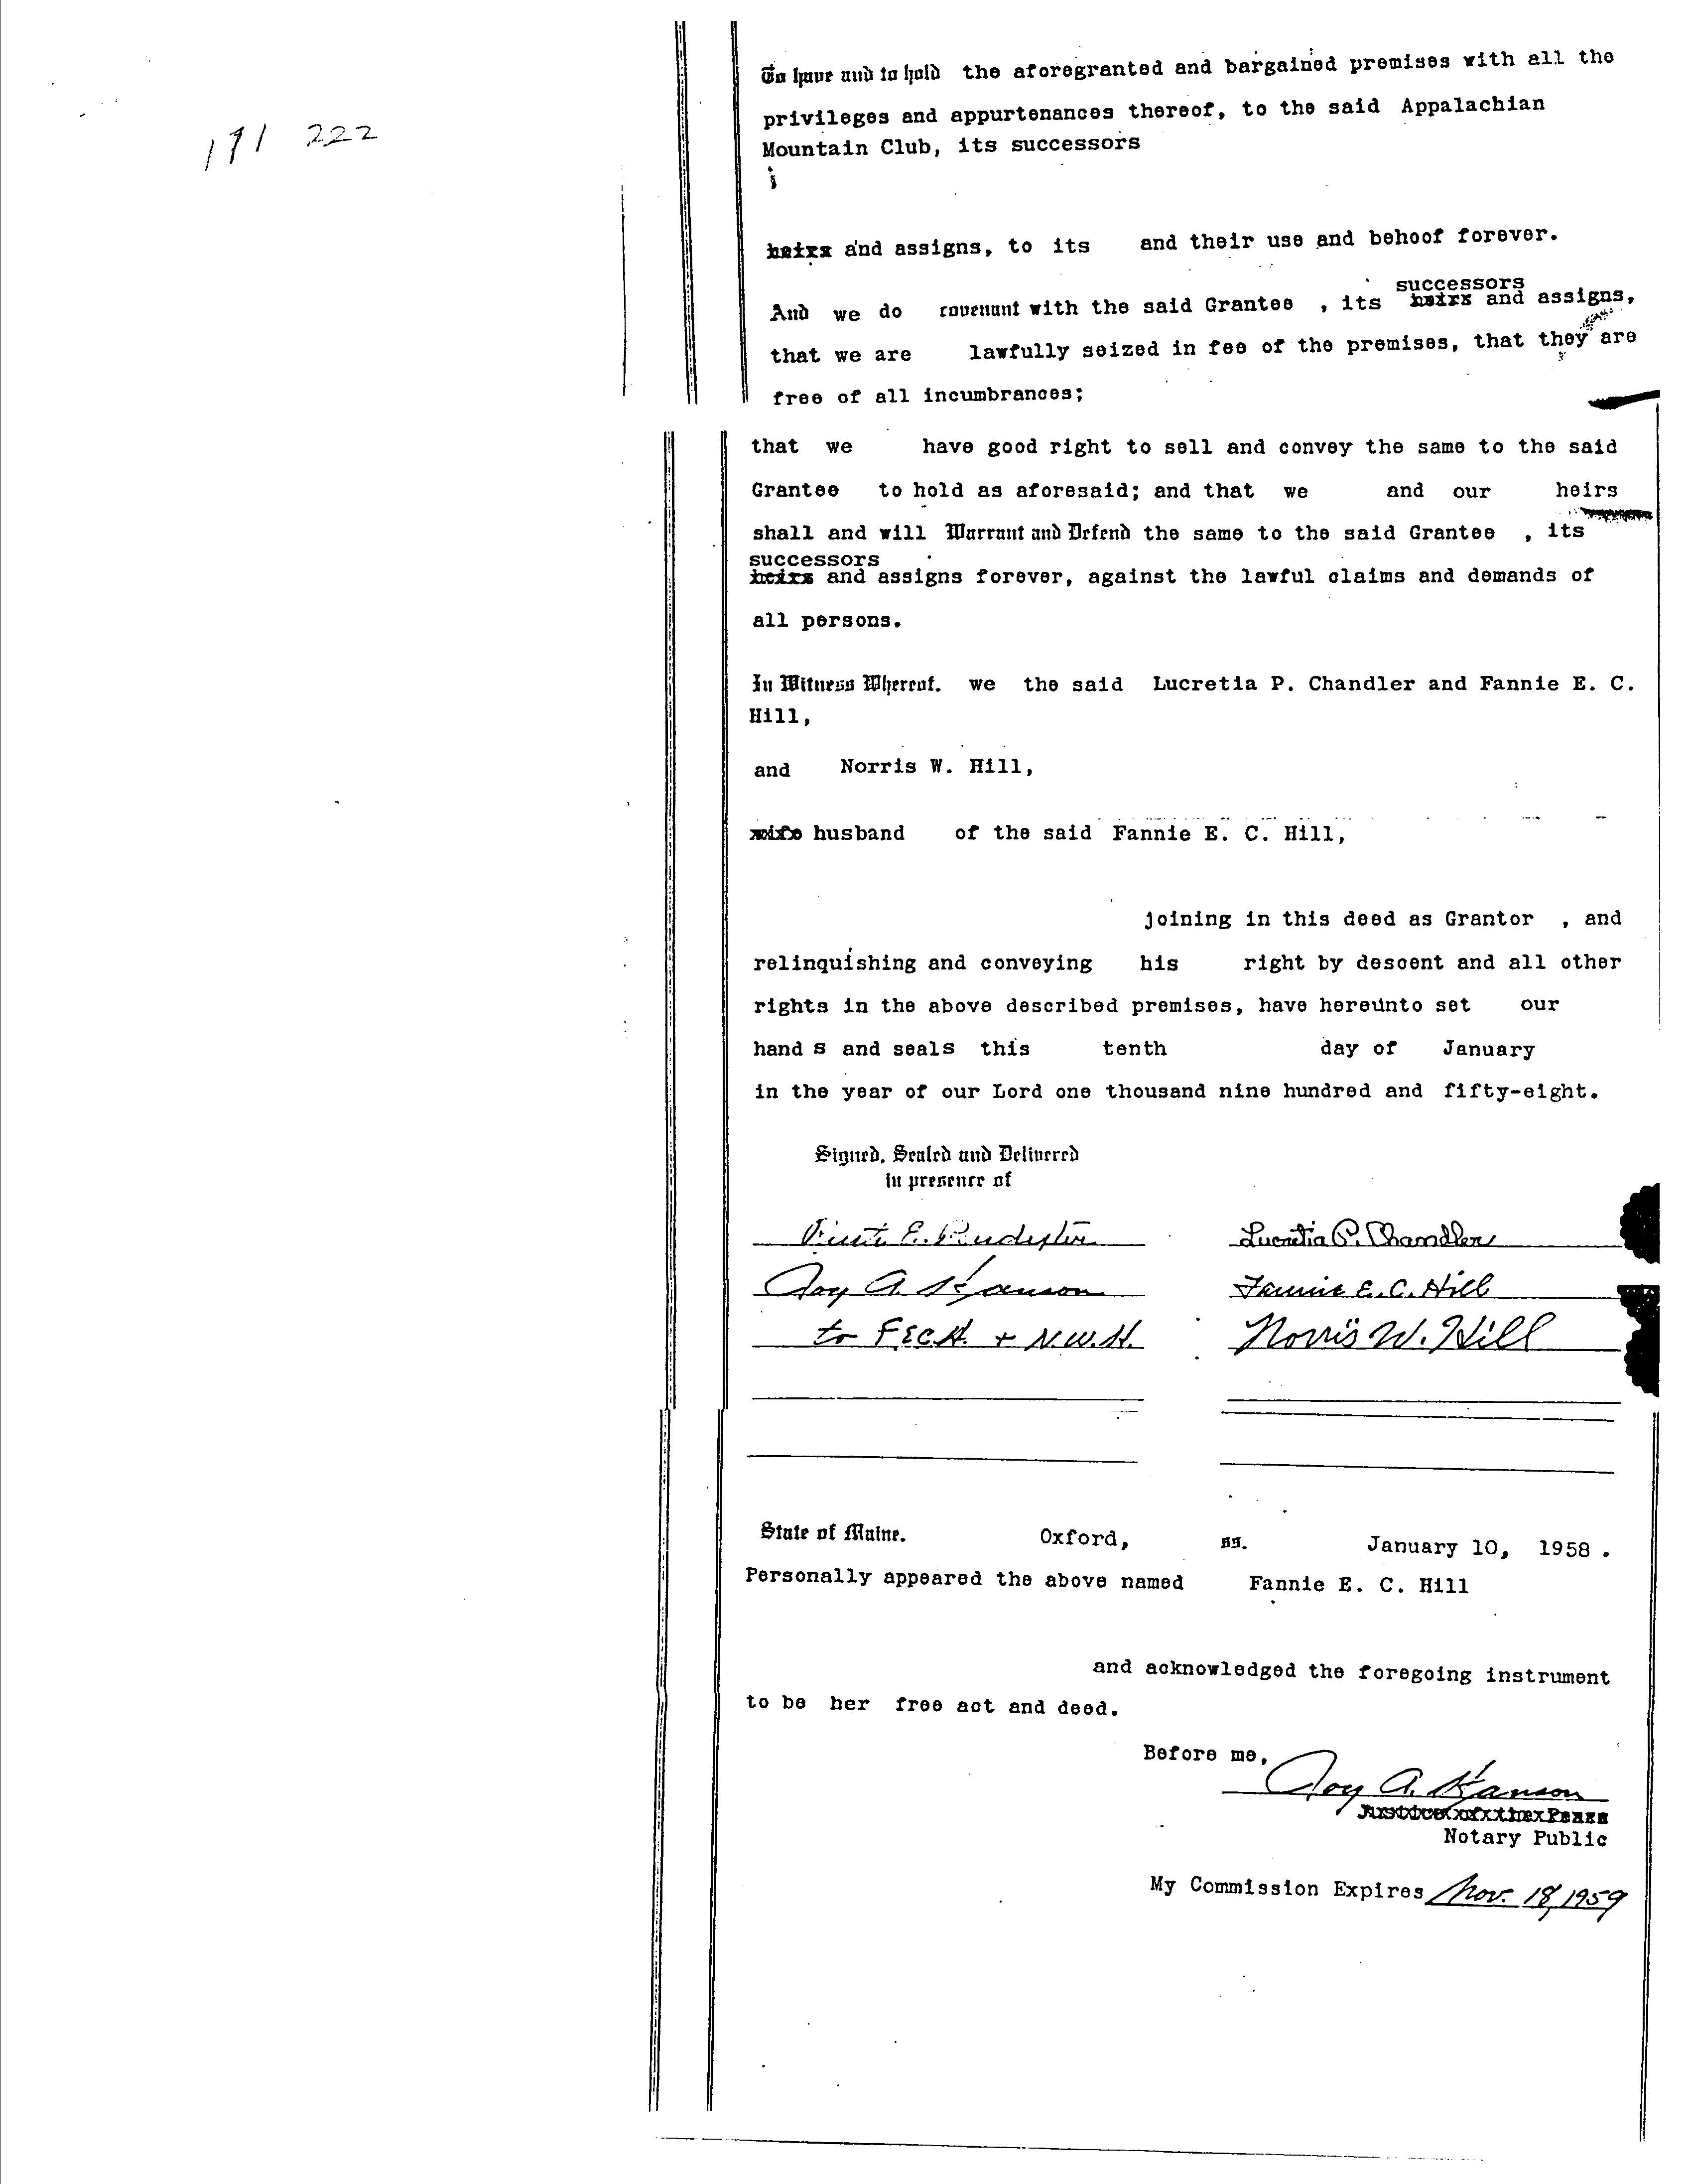 171 222
To have and to hold the aforegranted and bargained premises with all the
privileges and appurtenances thereof, to the said Appalachian
Mountain Club, its successors
heirs and assigns, to its and their use and behoof forever.
successors
And we do covenant with the said Grantee , its heirs and assigns,
that we are lawfully seized in fee of the premises, that they are
free of all incumbrances;
that we have good right to sell and convey the same to the said
Grantee to hold as aforesaid; and that we and our heirs
shall and will Warrant and Defend the same to the said Grantee , its
successors
heirs and assigns forever, against the lawful claims and demands of
all persons.
In Witness Whereof, we the said Lucretia P. Chandler and Fannie E. C.
Hill,
and Norris W. Hill,
wife husband of the said Fannie E. C. Hill,
joining in this deed as Grantor , and
relinquishing and conveying his right by descent and all other
rights in the above described premises, have hereunto set our
hand s and seals this tenth day of January
in the year of our Lord one thousand nine hundred and fifty-eight.
Signed, Sealed and Delivered
in presence of
E. Lucretia P. Chandler
A. Hanson Fannie E. C. Hill
to F.E.C.H. + N.W.H. Norris W. Hill
State of Maine. Oxford, ss. January 10, 1958 .
Personally appeared the above named Fannie E. C. Hill
and acknowledged the foregoing instrument
to be her free act and deed.
Before me,
A. Hanson
Justice of the Peace
Notary Public
My Commission Expires Nov. 18, 1959